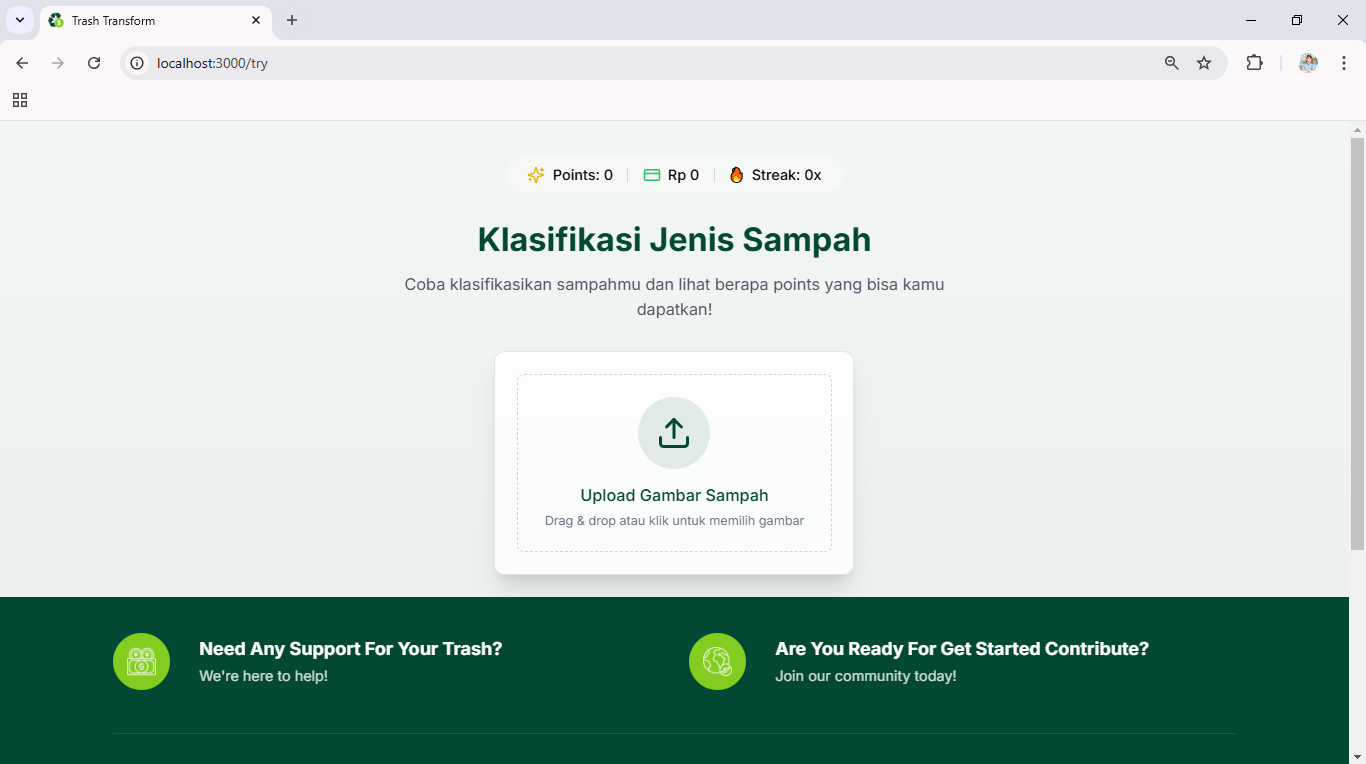 Trash Transform
localhost:3000/try
Points: 0
Rp 0
Streak: 0x
Klasifikasi Jenis Sampah
Coba klasifikasikan sampahmu dan lihat berapa points yang bisa kamu
dapatkan!
Upload Gambar Sampah
Drag & drop atau klik untuk memilih gambar
Need Any Support For Your Trash?
We're here to help!
Are You Ready For Get Started Contribute?
Join our community today!